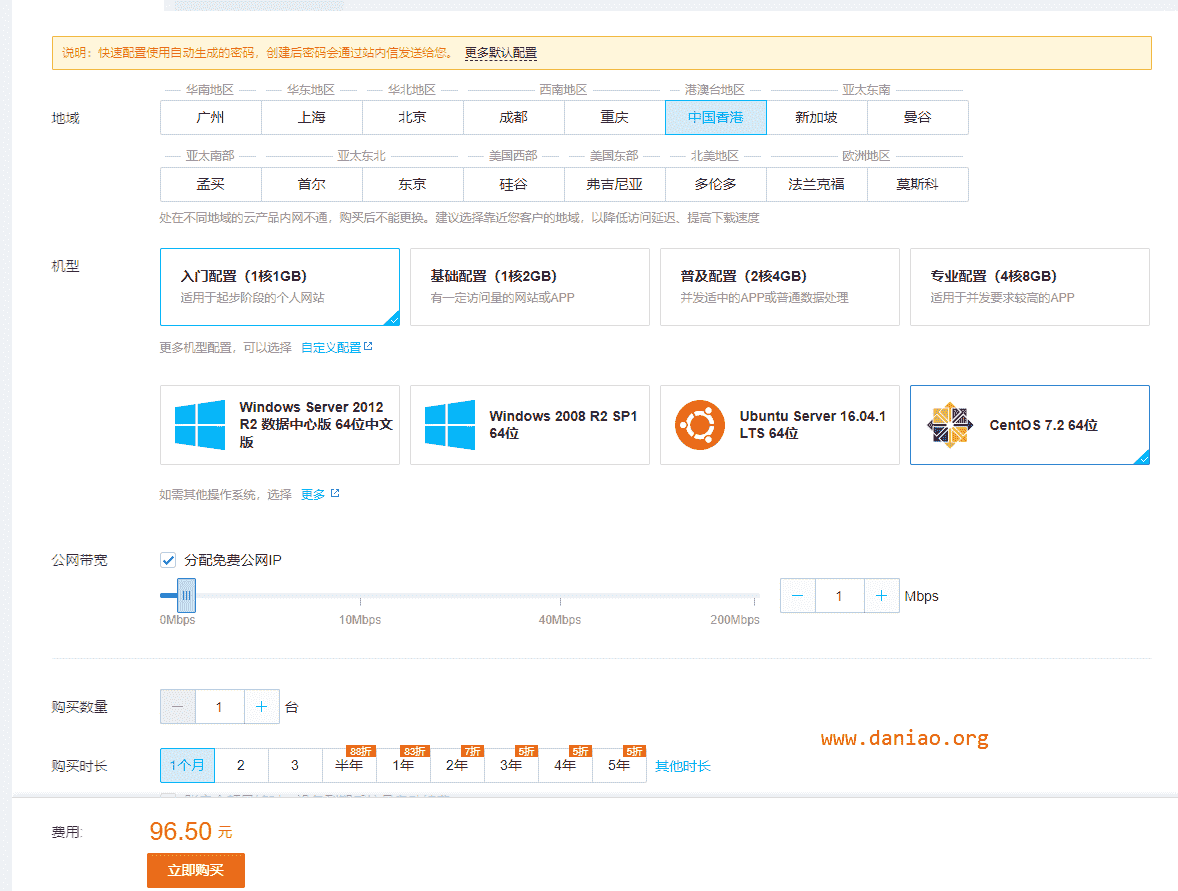 说明：快速配置使用自动生成的密码，创建后密码会通过站内信发送给您。 更多默认配置
华南地区 华东地区 华北地区 西南地区 港澳台地区 亚太东南
地域 广州 上海 北京 成都 重庆 中国香港 新加坡 曼谷
亚太南部 亚太东北 美国西部 美国东部 北美地区 欧洲地区
孟买 首尔 东京 硅谷 弗吉尼亚 多伦多 法兰克福 莫斯科
处在不同地域的云产品内网不通，购买后不能更换。建议选择靠近您客户的地域，以降低访问延迟、提高下载速度
机型
入门配置（1核1GB）
适用于起步阶段的个人网站
基础配置（1核2GB）
有一定访问量的网站或APP
普及配置（2核4GB）
并发适中的APP或普通数据处理
专业配置（4核8GB）
适用于并发要求较高的APP
更多机型配置，可以选择 自定义配置
Windows Server 2012
R2 数据中心版 64位中文
版
Windows 2008 R2 SP1
64位
Ubuntu Server 16.04.1
LTS 64位
CentOS 7.2 64位
如需其他操作系统，选择 更多
公网带宽 分配免费公网IP
1 Mbps
0Mbps 10Mbps 40Mbps 200Mbps
购买数量 1 台
www.daniao.org
88折 83折 7折 5折 5折 5折
购买时长 1个月 2 3 半年 1年 2年 3年 4年 5年 其他时长
费用: 96.50 元
立即购买